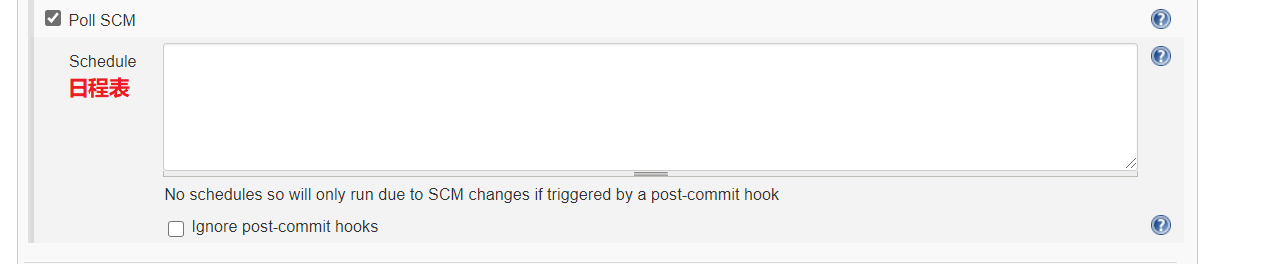 Poll SCM
Schedule
日程表
No schedules so will only run due to SCM changes if triggered by a post-commit hook
Ignore post-commit hooks